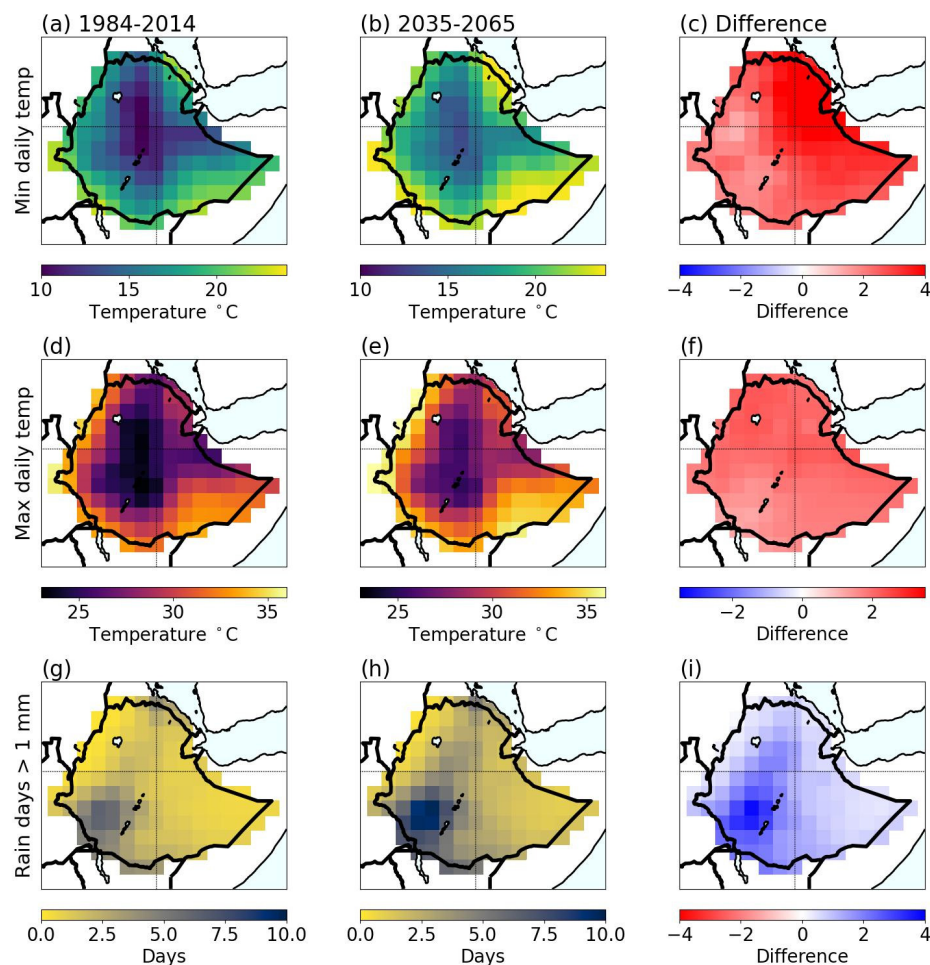 (a) 1984-2014
(b) 2035-2065
(c) Difference
Min daily temp
10 15 20
Temperature °C
10 15 20
Temperature °C
−4 −2 0 2 4
Difference
(d)
(e)
(f)
Max daily temp
25 30 35
Temperature °C
25 30 35
Temperature °C
−2 0 2
Difference
(g)
(h)
(i)
Rain days > 1 mm
0.0 2.5 5.0 7.5 10.0
Days
0.0 2.5 5.0 7.5 10.0
Days
−4 −2 0 2 4
Difference